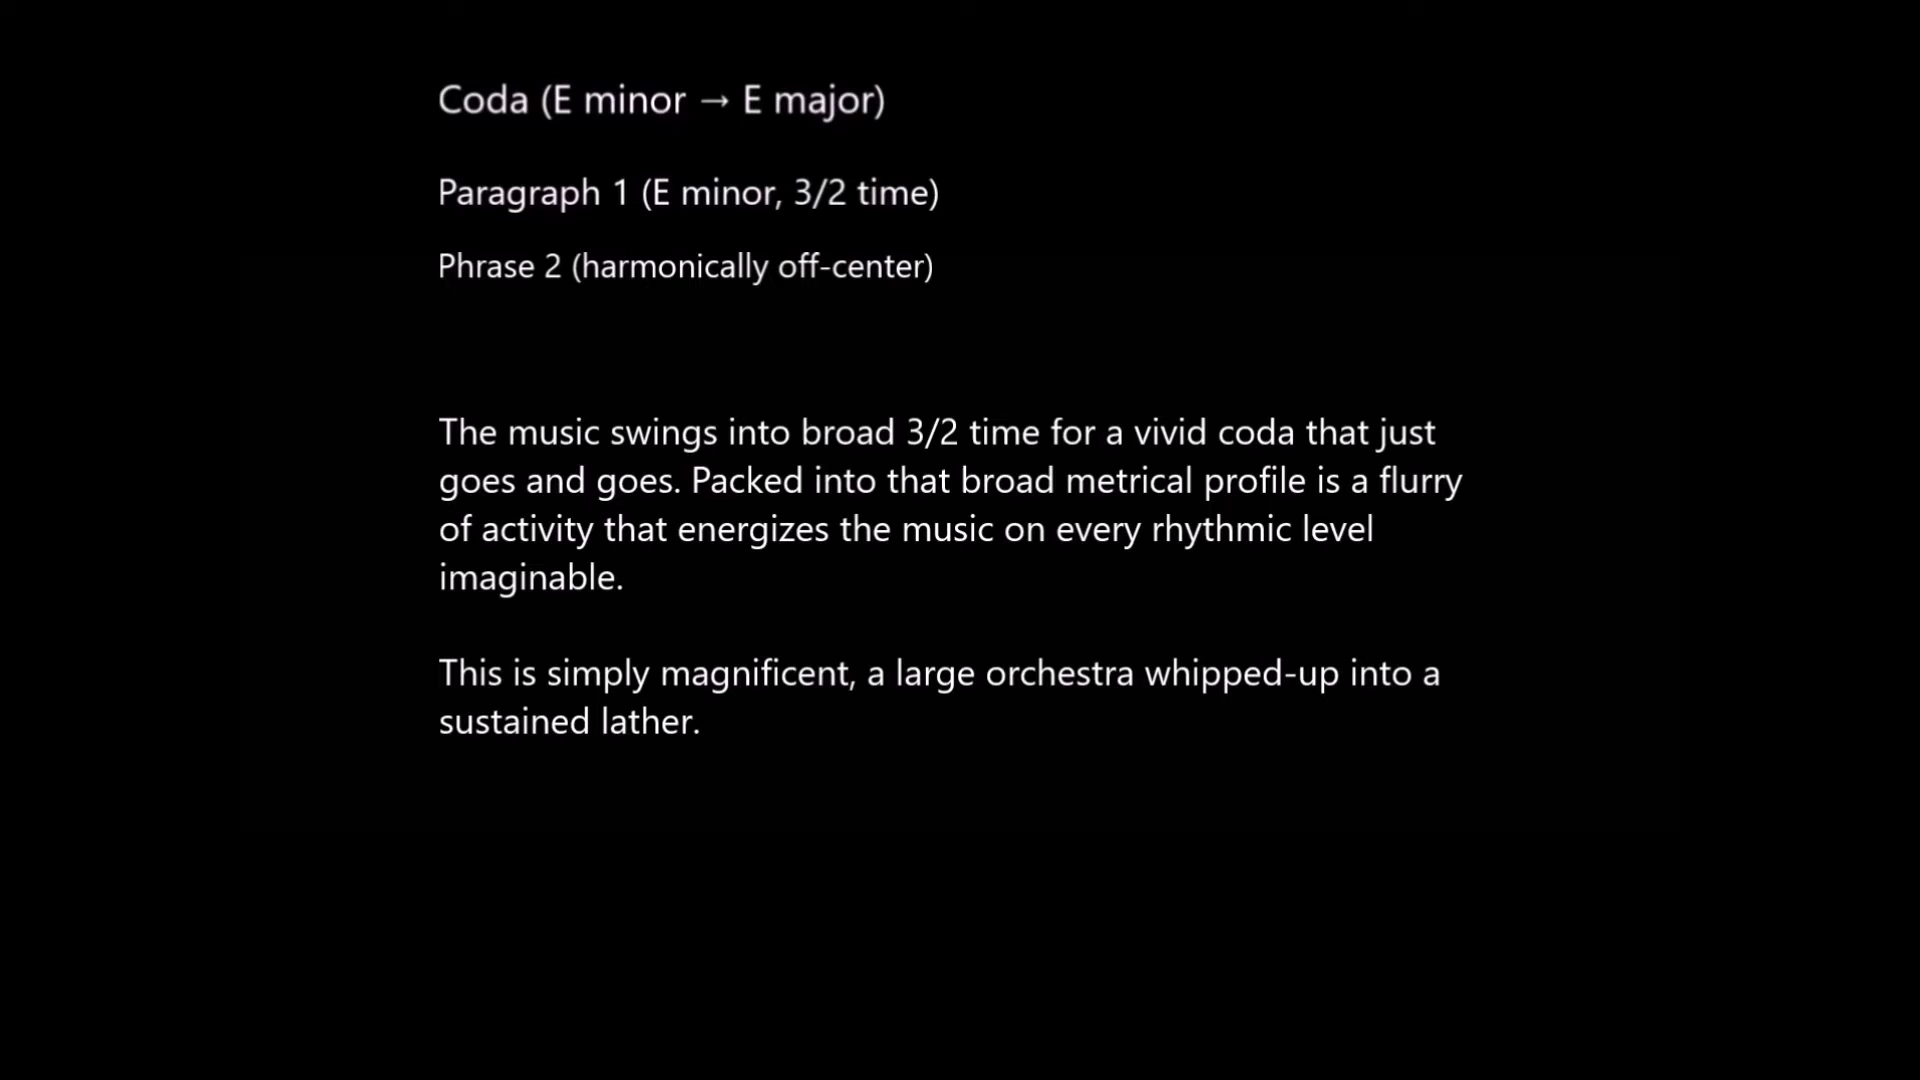 Coda (E minor → E major)
Paragraph 1 (E minor, 3/2 time)
Phrase 2 (harmonically off-center)
The music swings into broad 3/2 time for a vivid coda that just
goes and goes. Packed into that broad metrical profile is a flurry
of activity that energizes the music on every rhythmic level
imaginable.
This is simply magnificent, a large orchestra whipped-up into a
sustained lather.